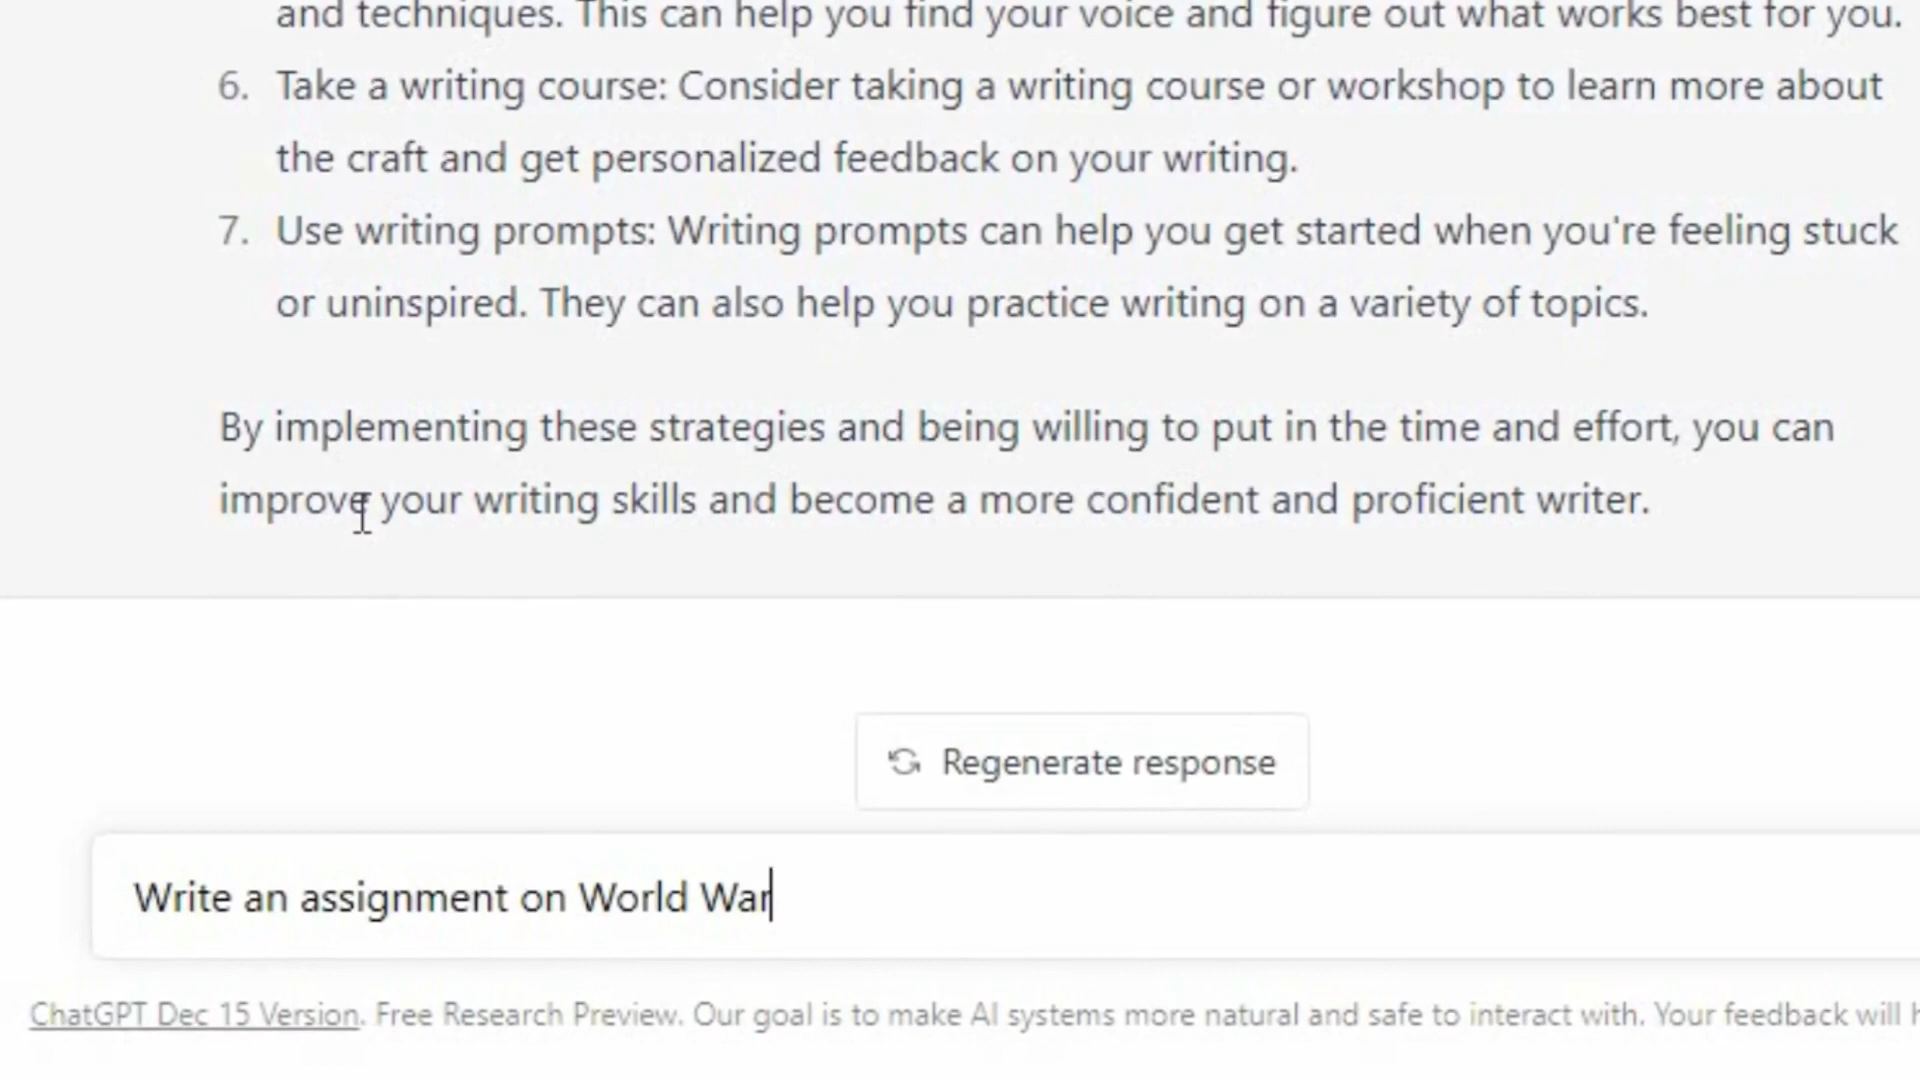 and techniques. This can help you find your voice and figure out what works best for you.
6. Take a writing course: Consider taking a writing course or workshop to learn more about
the craft and get personalized feedback on your writing.
7. Use writing prompts: Writing prompts can help you get started when you're feeling stuck
or uninspired. They can also help you practice writing on a variety of topics.
By implementing these strategies and being willing to put in the time and effort, you can
improve your writing skills and become a more confident and proficient writer.
Regenerate response
Write an assignment on World War
ChatGPT Dec 15 Version. Free Research Preview. Our goal is to make AI systems more natural and safe to interact with. Your feedback will